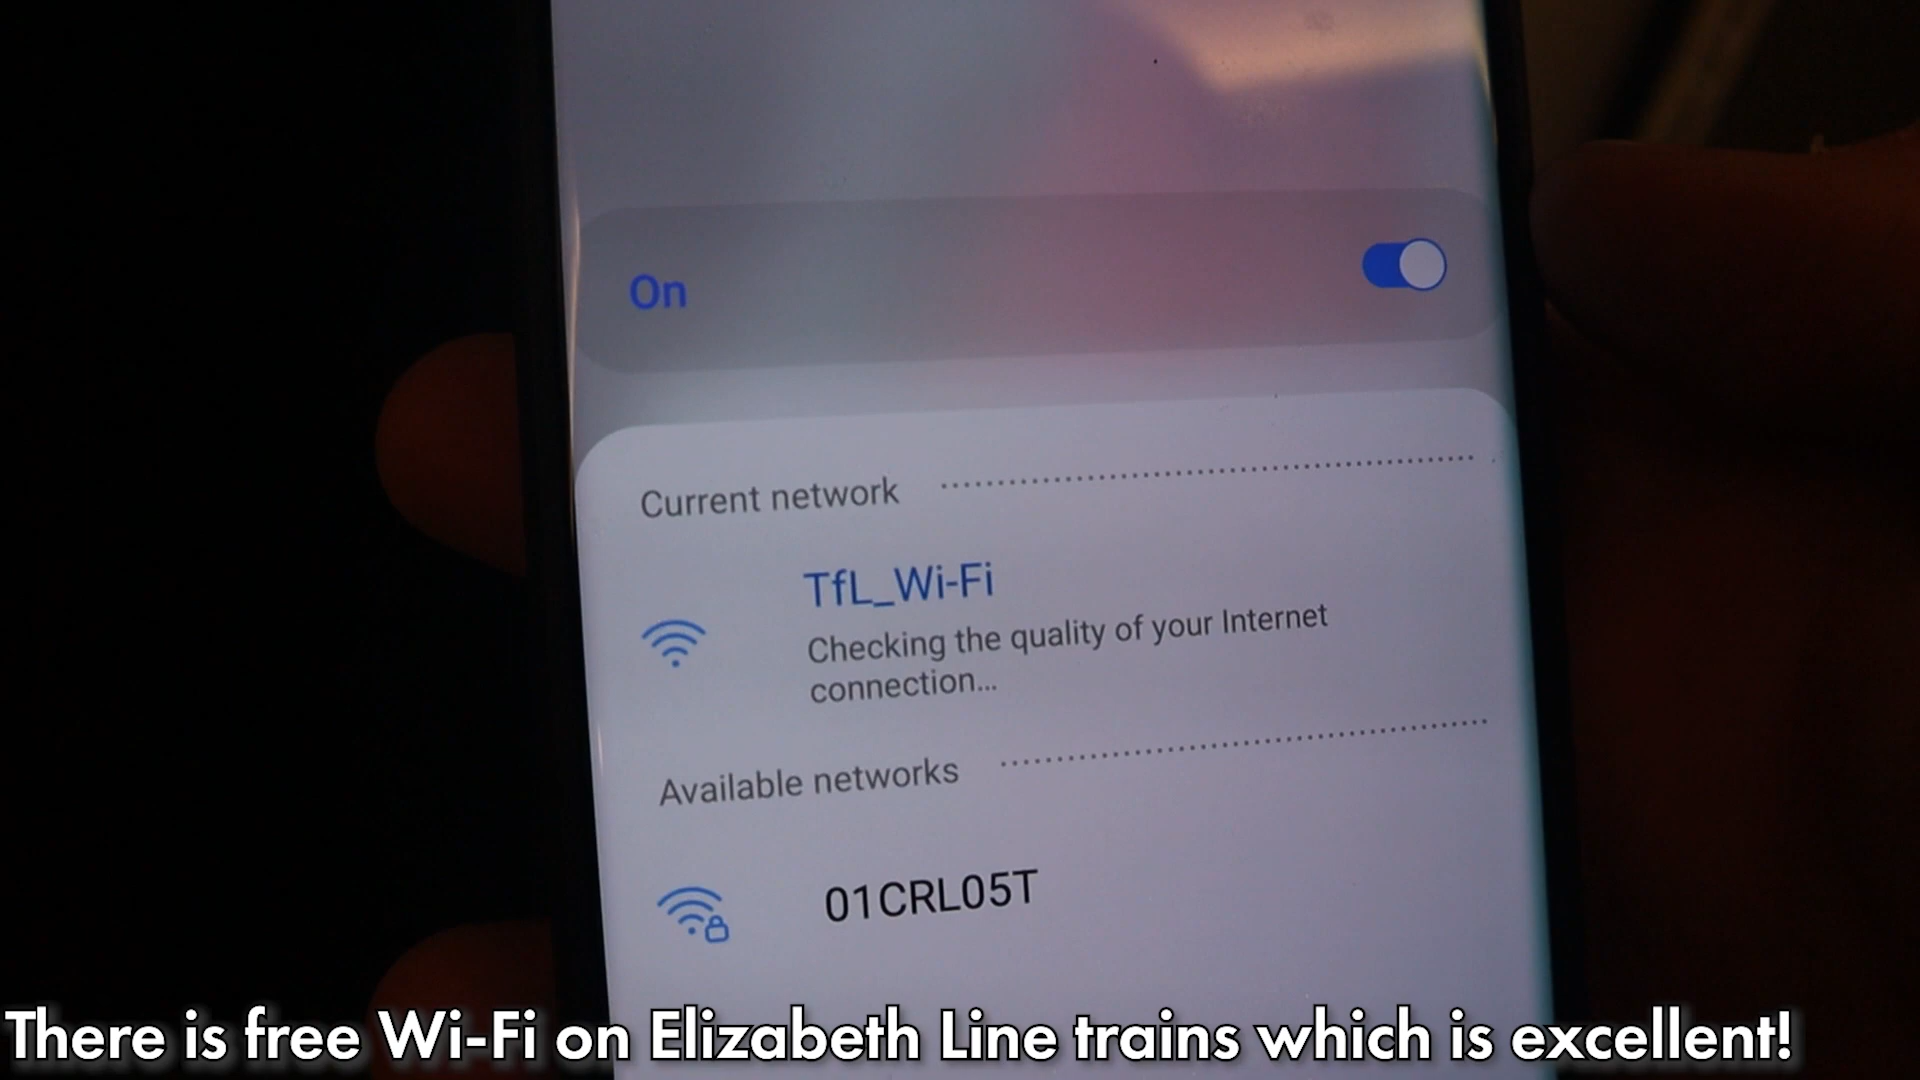 On
Current network
TfL_Wi-Fi
Checking the quality of your Internet
connection...
Available networks
01CRL05T
There is free Wi-Fi on Elizabeth Line trains which is excellent!